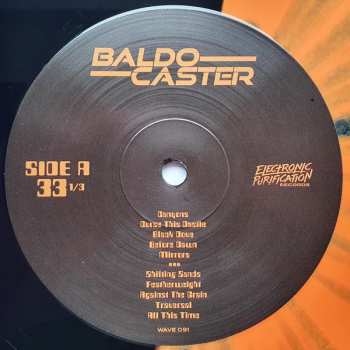 BALDO
CASTER
SIDE A
33 1/3
ELECTRONIC
PURIFICATION
RECORDS
Canyons
Curse This Desire
Black Dove
Before Dawn
Mirrors
***
Shifting Sands
Featherweight
Against The Grain
Traversal
All This Time
WAVE 091